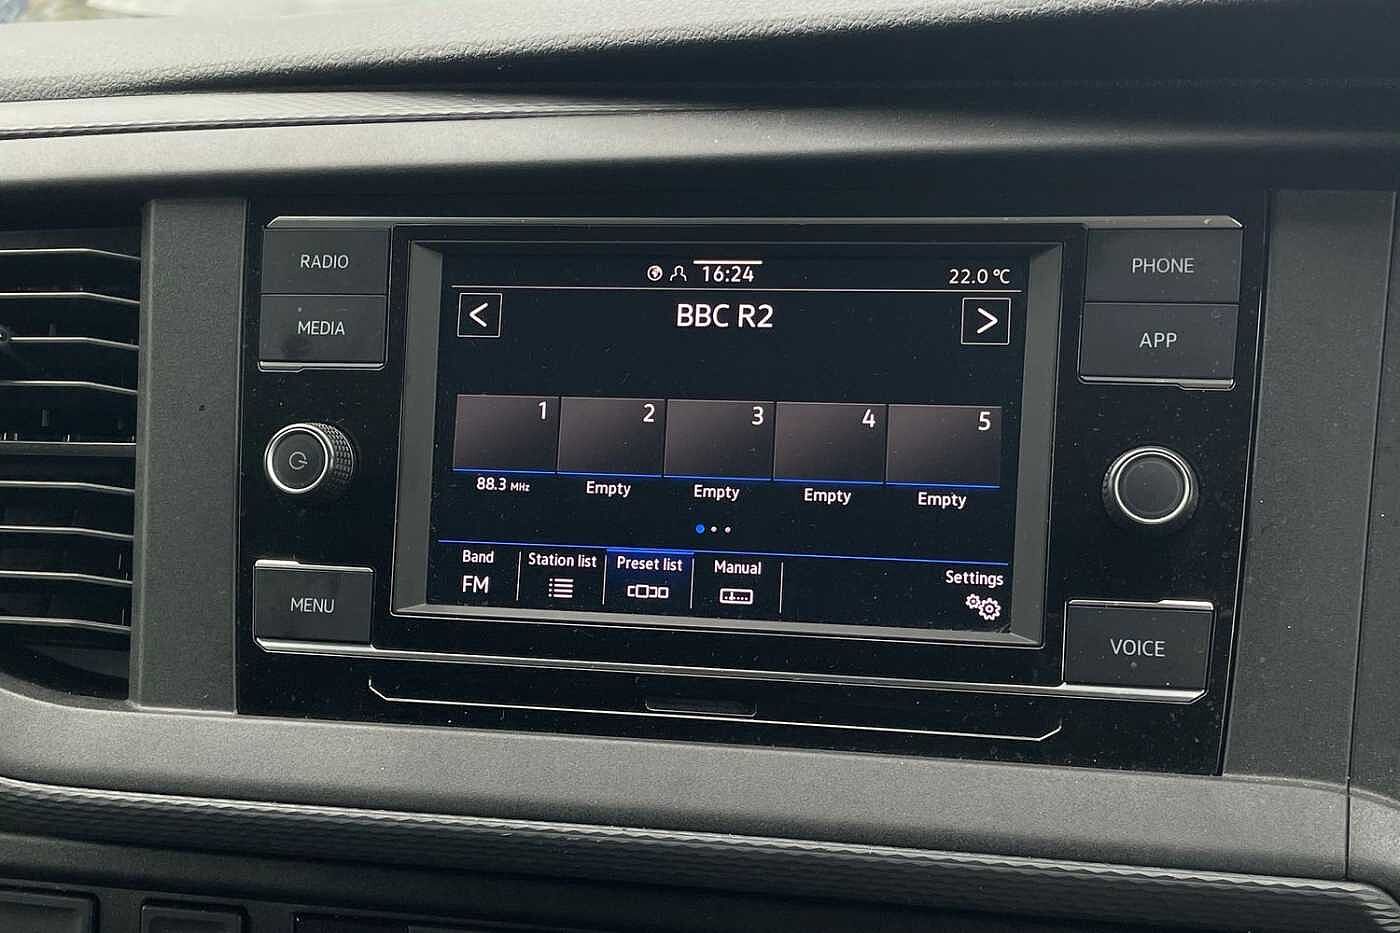 RADIO
MEDIA
MENU
16:24
22.0 °C
<
BBC R2
>
1
2
3
4
5
88.3 MHz
Empty
Empty
Empty
Empty
Band
FM
Station list
Preset list
Manual
Settings
PHONE
APP
VOICE